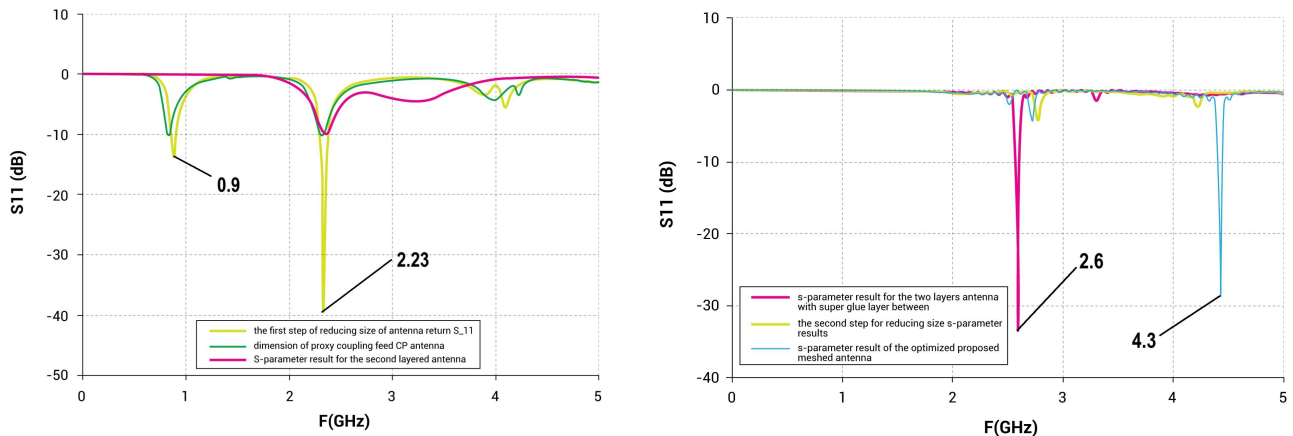 10
0
-10
-20
-30
-40
-50
S11 (dB)
0.9
2.23
the first step of reducing size of antenna return S_11
dimension of proxy coupling feed CP antenna
S-parameter result for the second layered antenna
0 1 2 3 4 5
F(GHz)
10
0
-10
-20
-30
-40
S11 (dB)
2.6
4.3
s-parameter result for the two layers antenna
with super glue layer between
the second step for reducing size s-parameter
results
s-parameter result of the optimized proposed
meshed antenna
0 1 2 3 4 5
F(GHz)